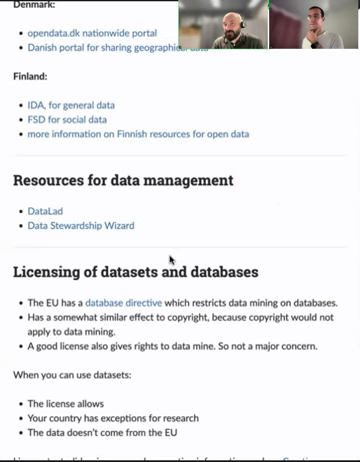 Denmark:
opendata.dk nationwide portal
Danish portal for sharing geographic data
Finland:
IDA, for general data
FSD for social data
more information on Finnish resources for open data
Resources for data management
DataLad
Data Stewardship Wizard
Licensing of datasets and databases
The EU has a database directive which restricts data mining on databases.
Has a somewhat similar effect to copyright, because copyright would not
apply to data mining.
A good license also gives rights to data mine. So not a major concern.
When you can use datasets:
The license allows
Your country has exceptions for research
The data doesn't come from the EU